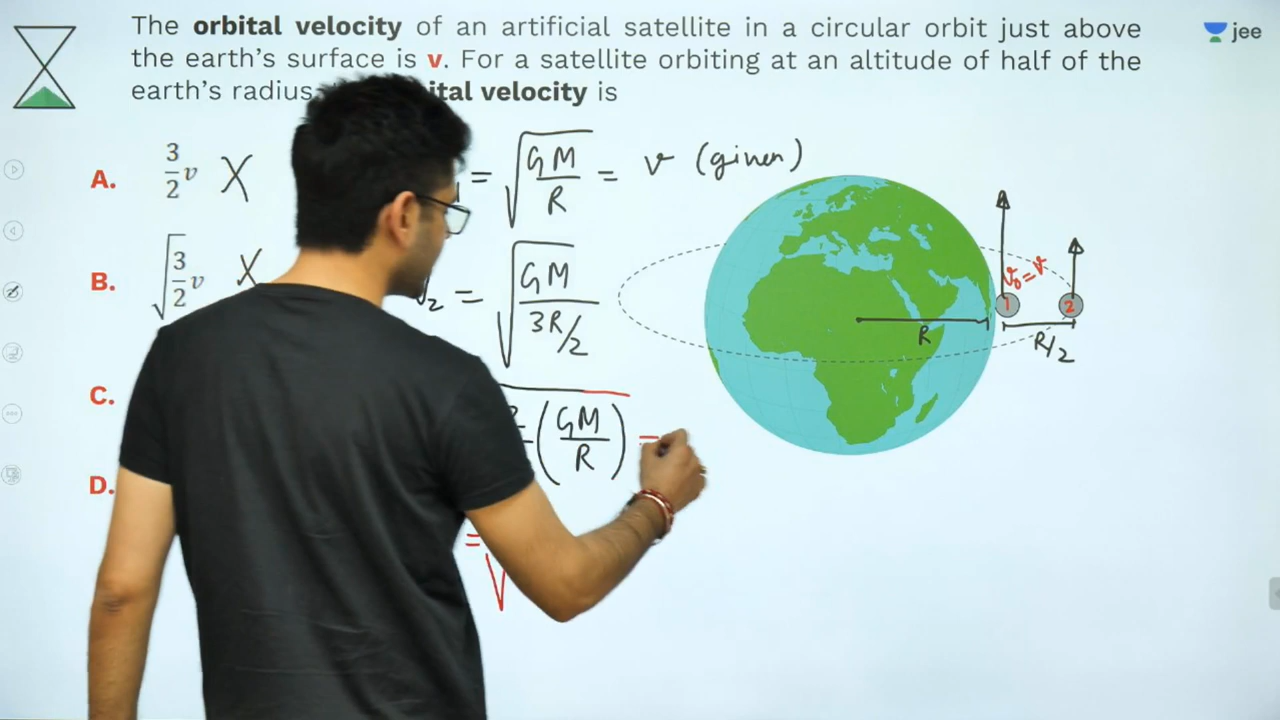 The orbital velocity of an artificial satellite in a circular orbit just above
the earth's surface is v. For a satellite orbiting at an altitude of half of the
earth's radius
ital velocity is
jee
A. 3/2 v X
= √(GM/R) = v (given)
B. √(3/2) v X
2 = √(GM/(3R/2))
v₀ = v
1
2
R
R/2
C.
(GM/R) =
D.
= √